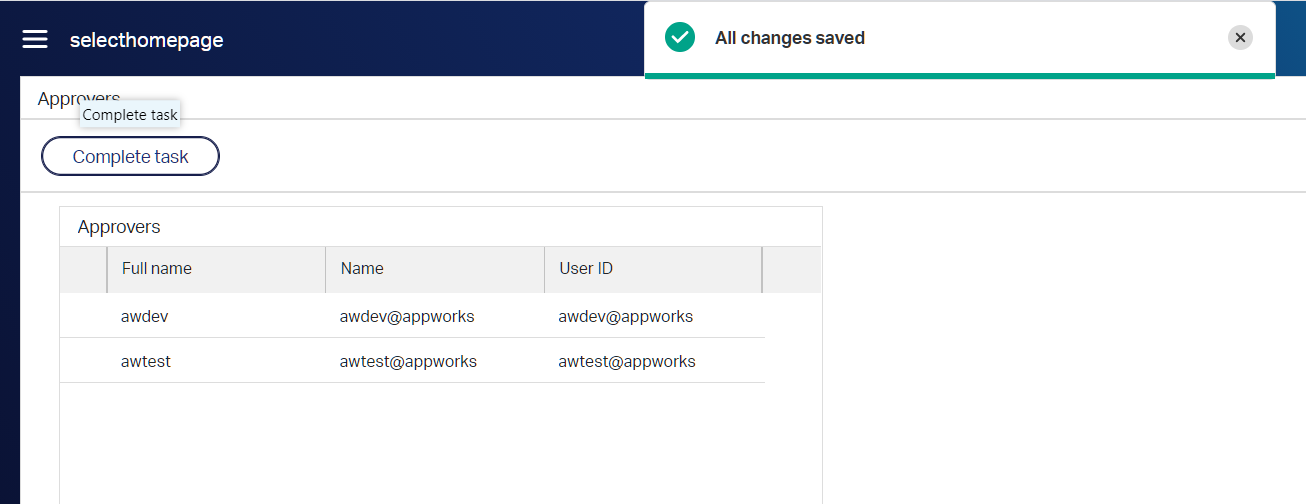 selecthomepage
All changes saved
Approvers
Complete task
Complete task
Approvers
Full name Name User ID
awdev awdev@appworks awdev@appworks
awtest awtest@appworks awtest@appworks